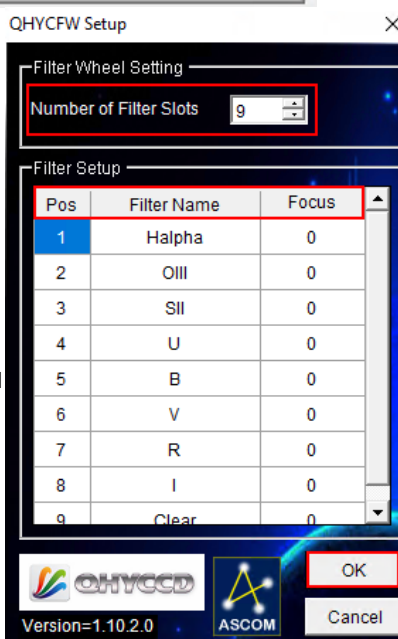 QHYCFW Setup
Filter Wheel Setting
Number of Filter Slots 9
Filter Setup
Pos Filter Name Focus
1 Halpha 0
2 OIII 0
3 SII 0
4 U 0
5 B 0
6 V 0
7 R 0
8 I 0
9 Clear 0
QHYCCD
ASCOM
OK
Version=1.10.2.0
Cancel